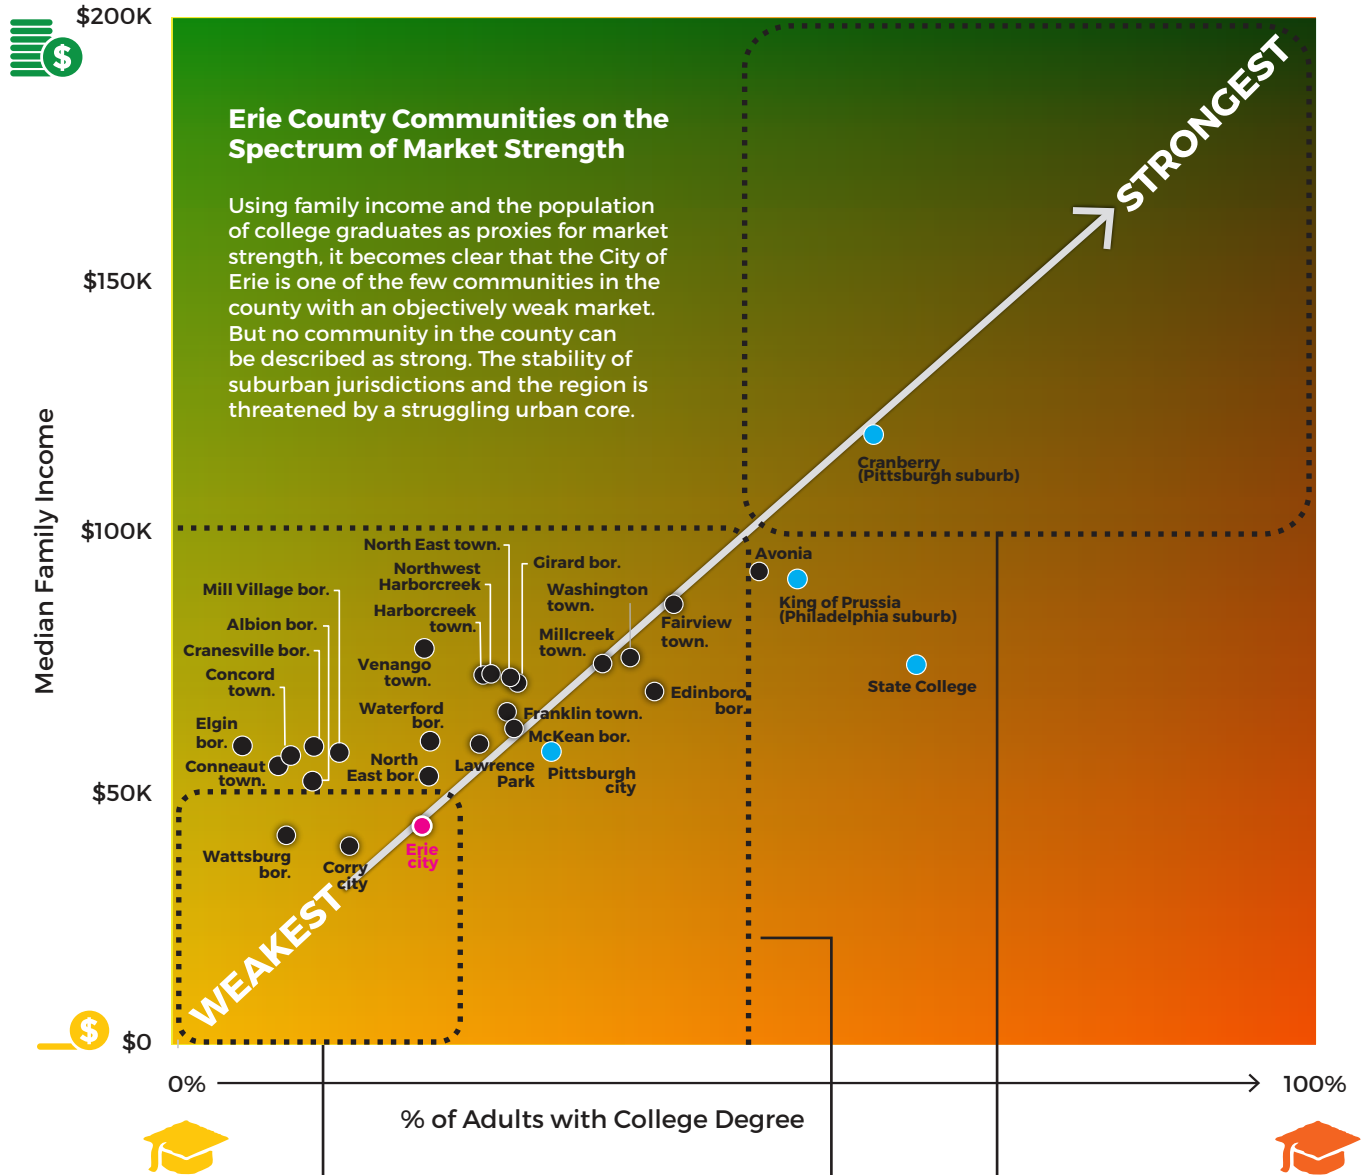 $200K
$
Erie County Communities on the
Spectrum of Market Strength
Using family income and the population
of college graduates as proxies for market
strength, it becomes clear that the City of
Erie is one of the few communities in the
county with an objectively weak market.
But no community in the county can
be described as strong. The stability of
suburban jurisdictions and the region is
threatened by a struggling urban core.
STRONGEST
$150K
Median Family Income
Cranberry
(Pittsburgh suburb)
$100K
North East town.
Northwest
Harborcreek
Girard bor.
Avonia
Mill Village bor.
Washington
town.
Harborcreek
town.
King of Prussia
(Philadelphia suburb)
Albion bor.
Fairview
town.
Millcreek
town.
Cranesville bor.
Venango
town.
Concord
town.
State College
Edinboro
bor.
Waterford
bor.
Franklin town.
Elgin
bor.
McKean bor.
North
East bor.
Lawrence
Park
Conneaut
town.
Pittsburgh
city
$50K
Wattsburg
bor.
Erie
city
Corry
city
WEAKEST
$
$0
0%
100%
% of Adults with College Degree